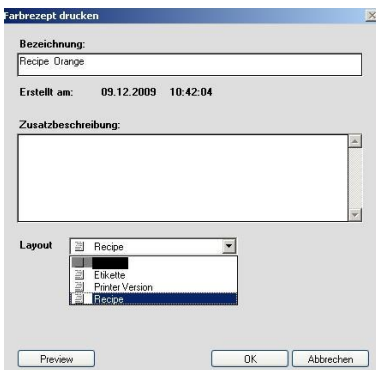 Farbrezept drucken
Bezeichnung:
Recipe Orange
Erstellt am: 09.12.2009 10:42:04
Zusatzbeschreibung:
Layout Recipe
Etikette
Printer Version
Recipe
Preview OK Abbrechen